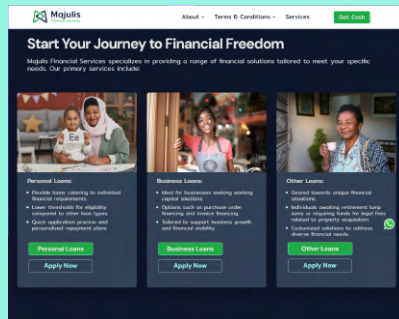 Majulis
Financial Services
About
Terms & Conditions
Services
Get Cash
Start Your Journey to Financial Freedom
Majulis Financial Services specializes in providing a range of financial solutions tailored to meet your specific
needs. Our primary services include:
Ee
Personal Loans:
• Flexible loans catering to individual
financial requirements.
• Lower thresholds for eligibility
compared to other loan types.
• Quick application process and
personalized repayment plans.
Personal Loans
Apply Now
Business Loans:
• Ideal for businesses seeking working
capital solutions.
• Options such as purchase order
financing and invoice financing.
• Tailored to support business growth
and financial stability.
Business Loans
Apply Now
Other Loans:
• Geared towards unique financial
situations.
• Individuals awaiting retirement lump
sums or requiring funds for legal fees
related to property acquisition.
• Customized solutions to address
diverse financial needs.
Other Loans
Apply Now